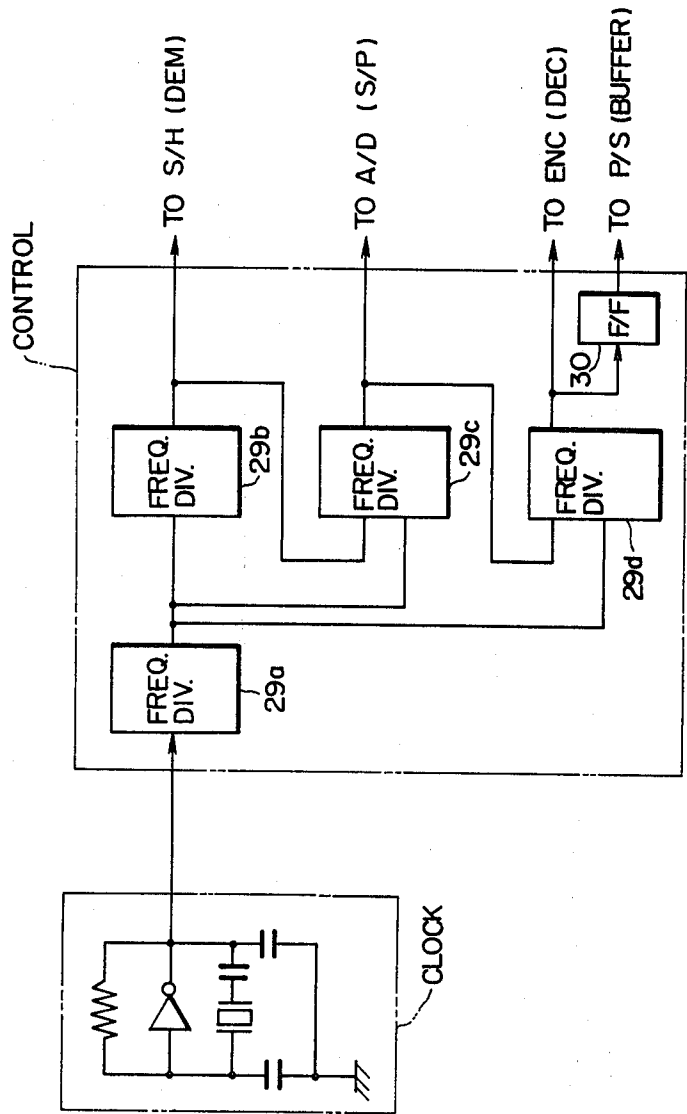 CONTROL
CLOCK
FREQ.
DIV.
29a
FREQ.
DIV.
29b
TO S/H (DEM)
FREQ.
DIV.
29c
TO A/D (S/P)
FREQ.
DIV.
29d
TO ENC (DEC)
30
F/F
TO P/S (BUFFER)